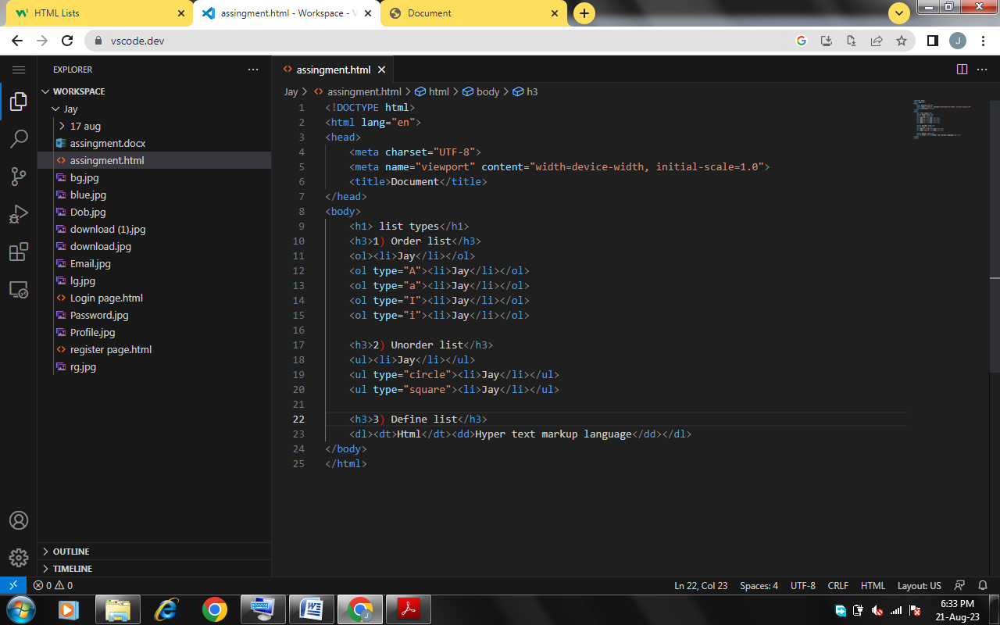 HTML Lists
assingment.html - Workspace - V
Document
vscode.dev
J
EXPLORER
WORKSPACE
Jay
17 aug
assingment.docx
assingment.html
bg.jpg
blue.jpg
Dob.jpg
download (1).jpg
download.jpg
Email.jpg
lg.jpg
Login page.html
Password.jpg
Profile.jpg
register page.html
rg.jpg
OUTLINE
TIMELINE
assingment.html
Jay > assingment.html > html > body > h3
1 <!DOCTYPE html>
2 <html lang="en">
3 <head>
4 <meta charset="UTF-8">
5 <meta name="viewport" content="width=device-width, initial-scale=1.0">
6 <title>Document</title>
7 </head>
8 <body>
9 <h1> list types</h1>
10 <h3>1) Order list</h3>
11 <ol><li>Jay</li></ol>
12 <ol type="A"><li>Jay</li></ol>
13 <ol type="a"><li>Jay</li></ol>
14 <ol type="I"><li>Jay</li></ol>
15 <ol type="i"><li>Jay</li></ol>
16
17 <h3>2) Unorder list</h3>
18 <ul><li>Jay</li></ul>
19 <ul type="circle"><li>Jay</li></ul>
20 <ul type="square"><li>Jay</li></ul>
21
22 <h3>3) Define list</h3>
23 <dl><dt>Html</dt><dd>Hyper text markup language</dd></dl>
24 </body>
25 </html>
0 0
Ln 22, Col 23 Spaces: 4 UTF-8 CRLF HTML Layout: US
J
6:33 PM
21-Aug-23